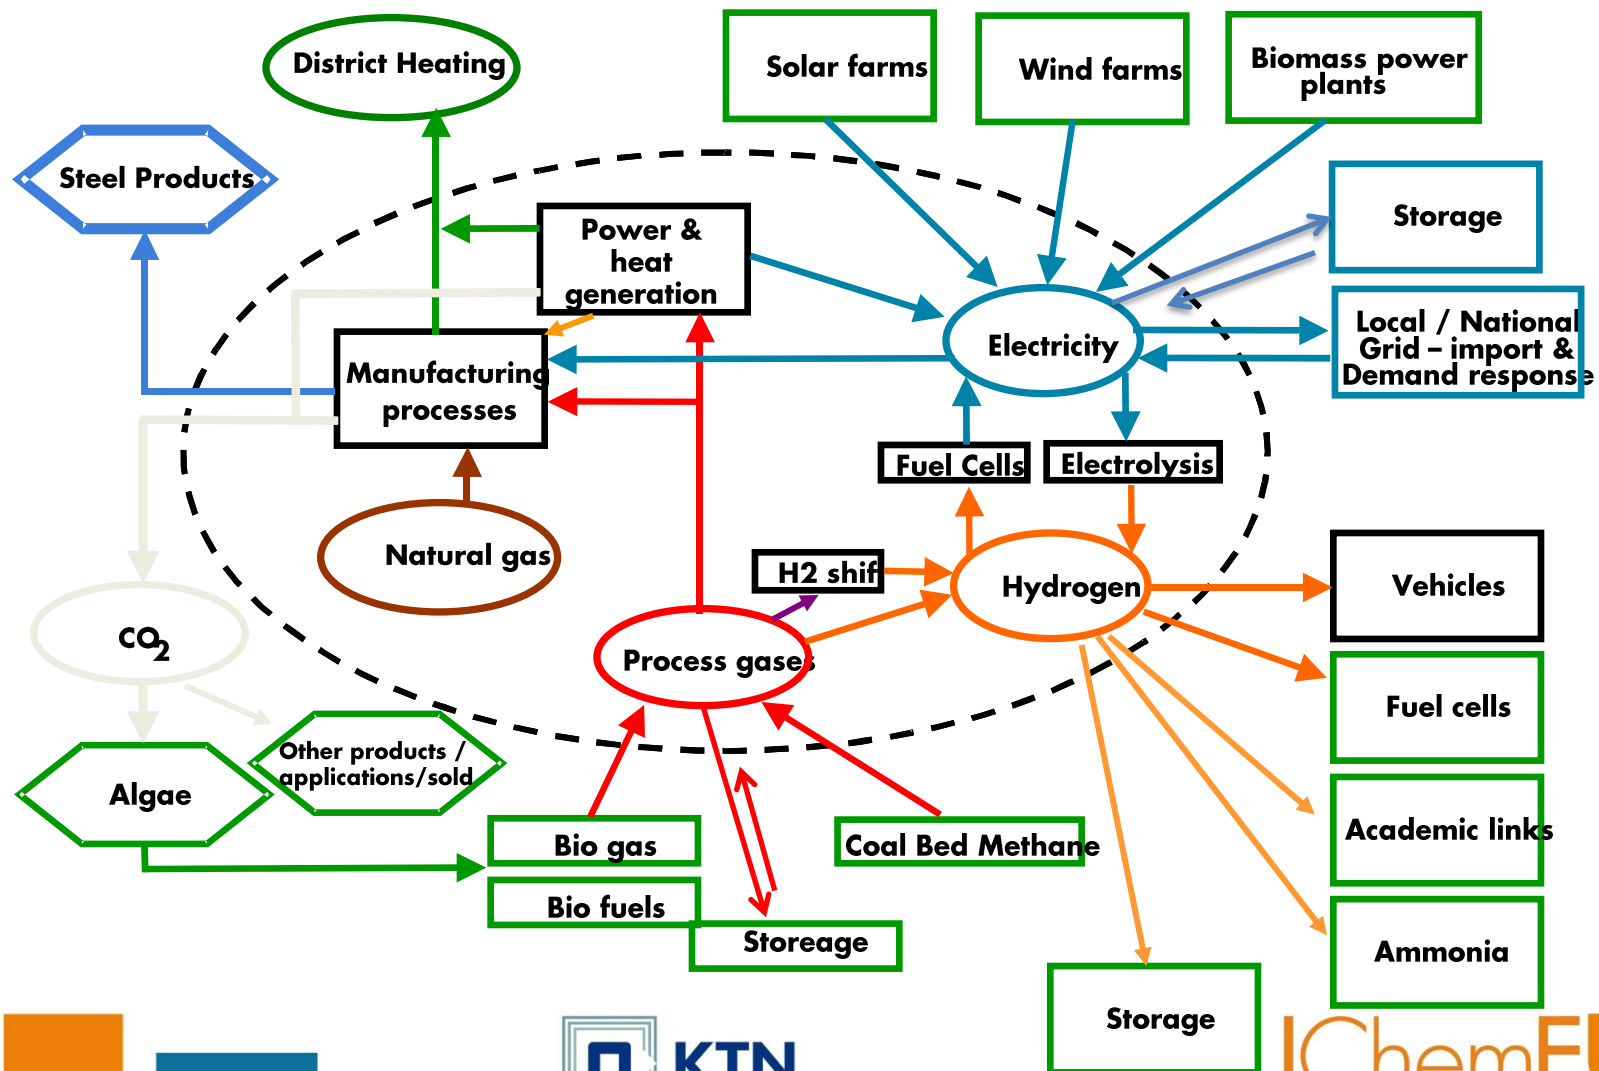 District Heating
Solar farms
Wind farms
Biomass power
plants
Steel Products
Storage
Power &
heat
generation
Local / National
Grid – import &
Demand response
Electricity
Manufacturing
processes
Fuel Cells
Electrolysis
Natural gas
H2 shif
Hydrogen
Vehicles
CO2
Process gases
Fuel cells
Other products /
applications/sold
Algae
Bio gas
Coal Bed Methane
Academic links
Bio fuels
Storeage
Ammonia
Storage
KTN
IChem